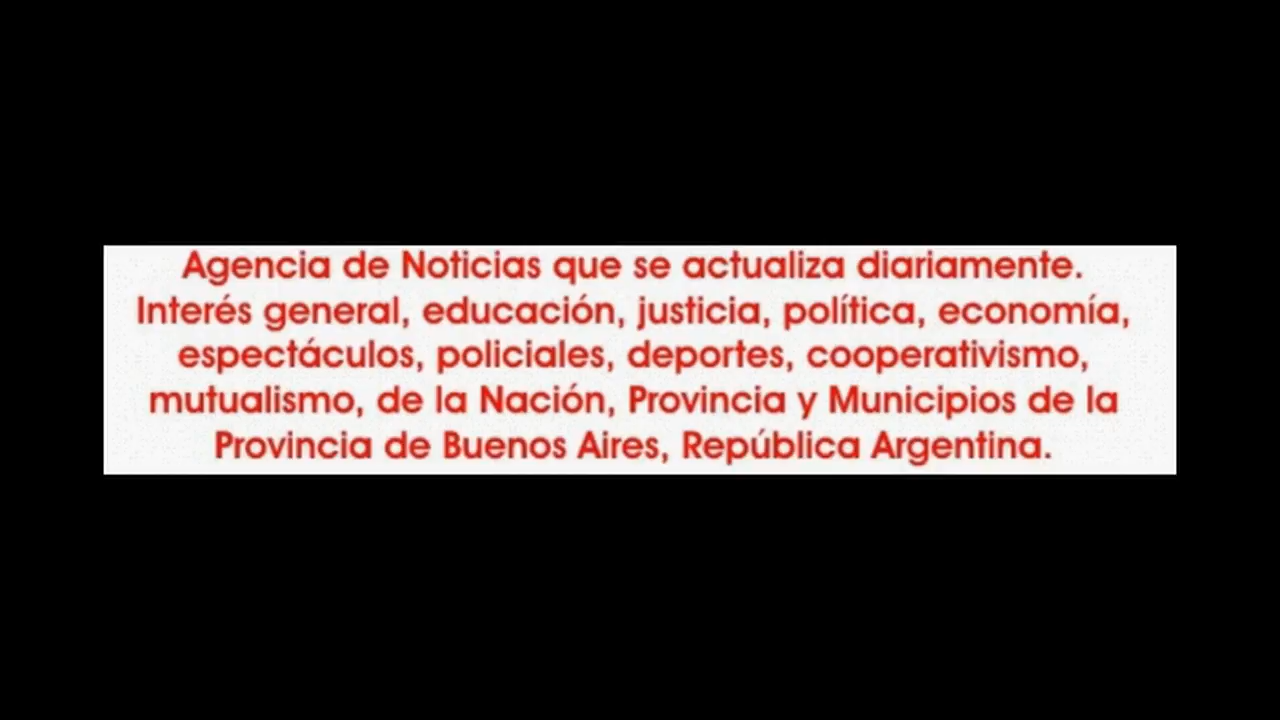 Agencia de Noticias que se actualiza diariamente.
Interés general, educación, justicia, política, economía,
espectáculos, policiales, deportes, cooperativismo,
mutualismo, de la Nación, Provincia y Municipios de la
Provincia de Buenos Aires, República Argentina.